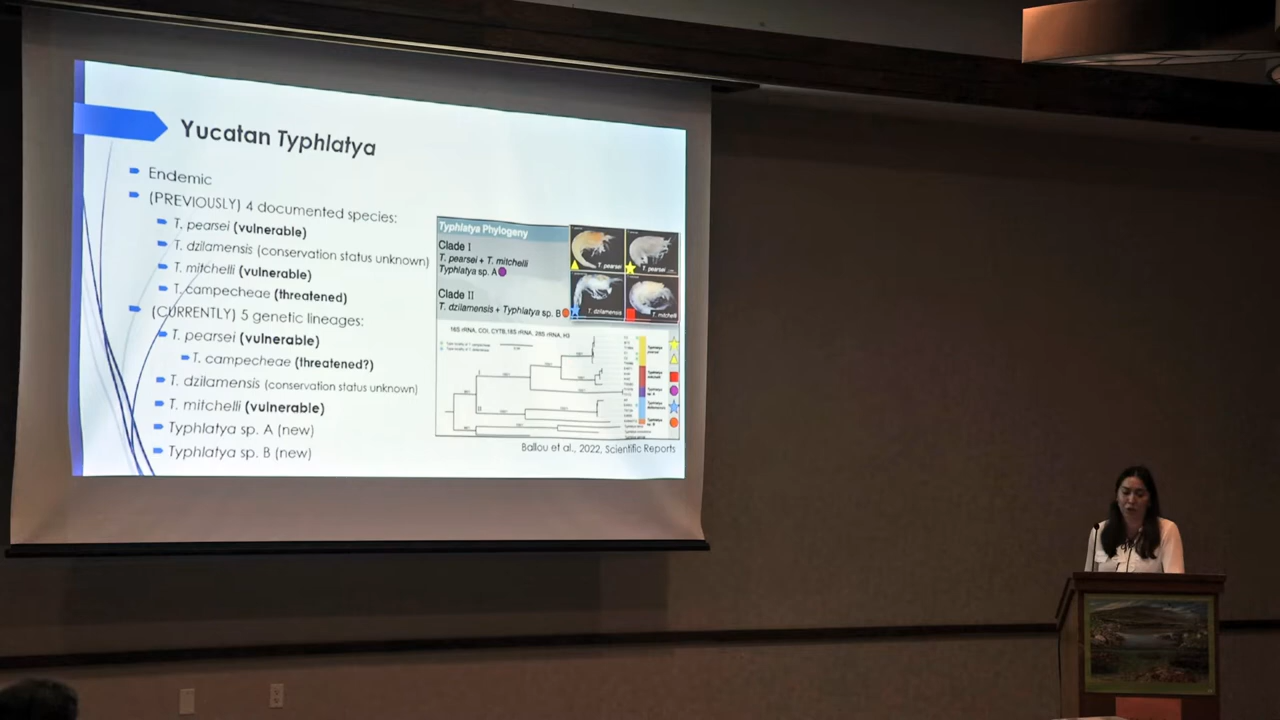 Yucatan Typhlatya
Endemic
(PREVIOUSLY) 4 documented species:
T. pearsei (vulnerable)
T. dzilamensis (conservation status unknown)
T. mitchelli (vulnerable)
T. campecheae (threatened)
(CURRENTLY) 5 genetic lineages:
T. pearsei (vulnerable)
T. campecheae (threatened?)
T. dzilamensis (conservation status unknown)
T. mitchelli (vulnerable)
Typhlatya sp. A (new)
Typhlatya sp. B (new)
Typhlatya Phylogeny
Clade I
T. pearsei + T. mitchelli
Typhlatya sp. A
Clade II
T. dzilamensis + Typhlatya sp. B
T. pearsei
T. pearsei
T. dzilamensis
T. mitchelli
16S rRNA, COI, CYTB, 18S rRNA, 28S rRNA, H3
Ballou et al., 2022, Scientific Reports